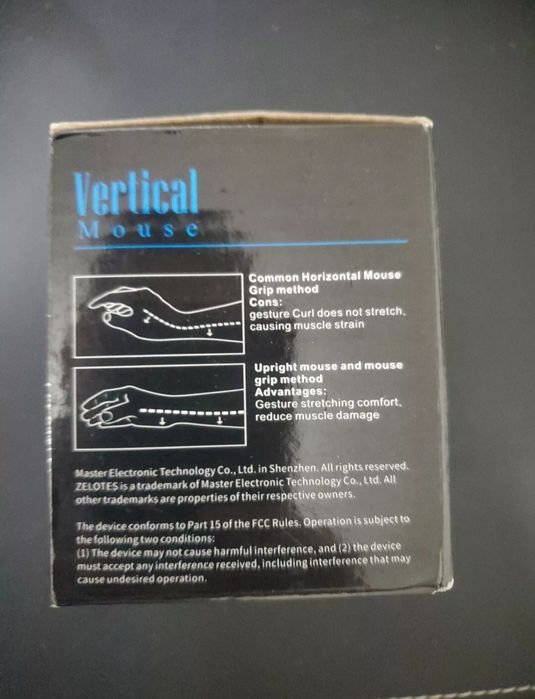 Vertical
Mouse
Common Horizontal Mouse
Grip method
Cons:
gesture Curl does not stretch,
causing muscle strain
Upright mouse and mouse
grip method
Advantages:
Gesture stretching comfort,
reduce muscle damage
Master Electronic Technology Co., Ltd. in Shenzhen. All rights reserved.
ZELOTES is a trademark of Master Electronic Technology Co., Ltd. All
other trademarks are properties of their respective owners.
The device conforms to Part 15 of the FCC Rules. Operation is subject to
the following two conditions:
(1) The device may not cause harmful interference, and (2) the device
must accept any interference received, including interference that may
cause undesired operation.